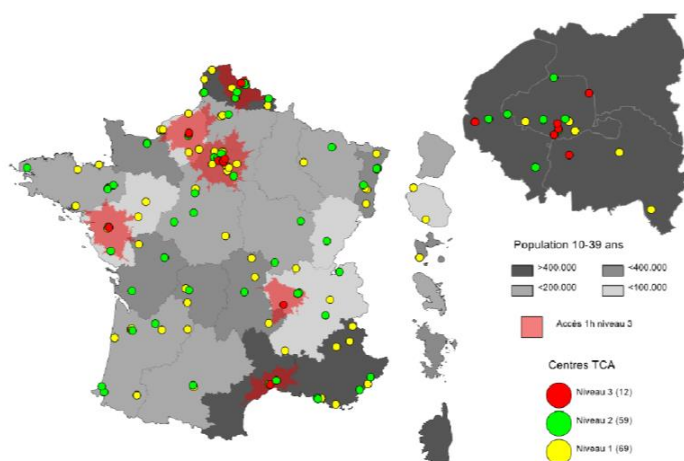 Population 10-39 ans
>400.000 <400.000
<200.000 <100.000
Accès 1h niveau 3
Centres TCA
Niveau 3 (12)
Niveau 2 (59)
Niveau 1 (69)